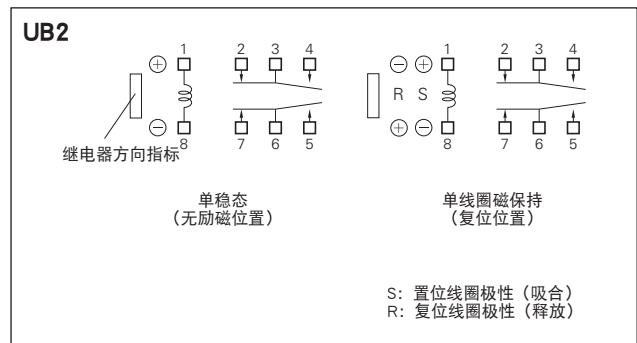 UB2
1 2 3 4
+
−
8 7 6 5
继电器方向指标
单稳态
（无励磁位置）
1 2 3 4
− +
R S
+ −
8 7 6 5
单线圈磁保持
（复位位置）
S：置位线圈极性（吸合）
R：复位线圈极性（释放）